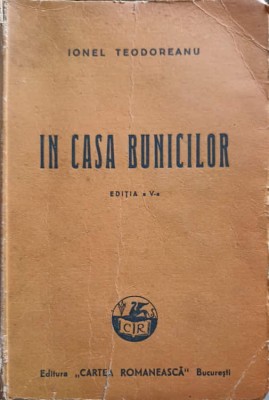 IONEL TEODOREANU
IN CASA BUNICILOR
EDIȚIA a V-a
CR
Editura „CARTEA ROMANEASCĂ“ București